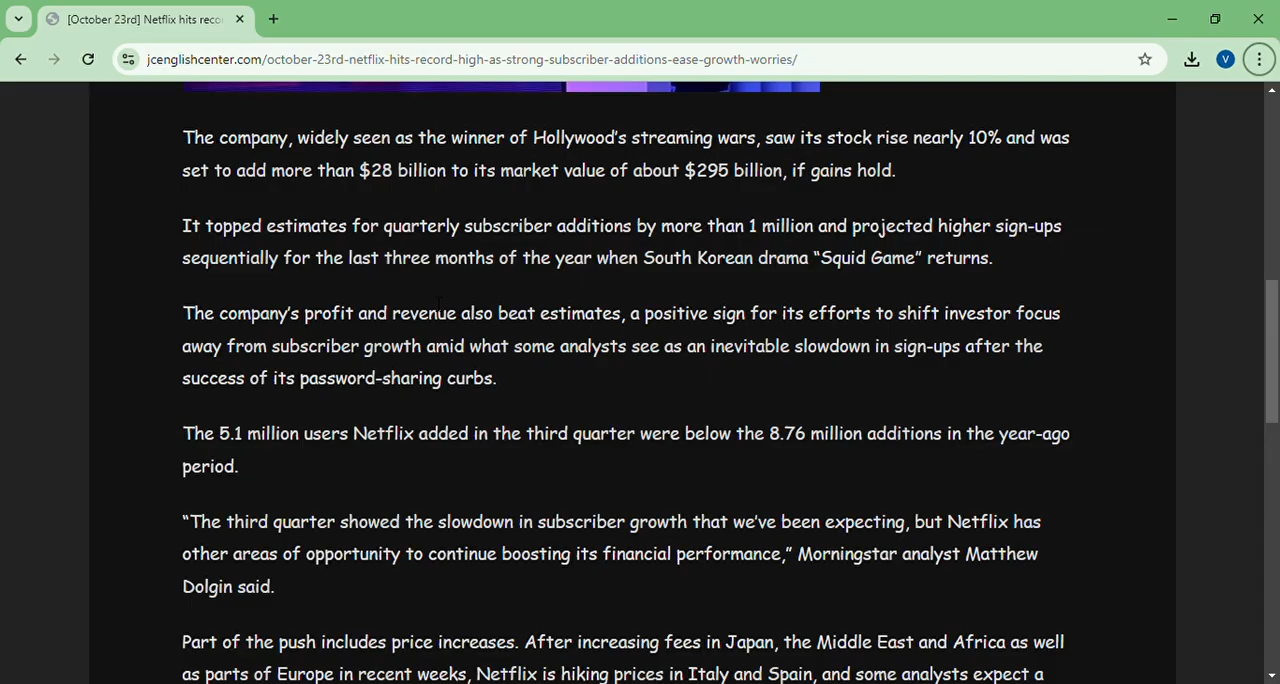 [October 23rd] Netflix hits reco
jcenglishcenter.com/october-23rd-netflix-hits-record-high-as-strong-subscriber-additions-ease-growth-worries/
V
The company, widely seen as the winner of Hollywood’s streaming wars, saw its stock rise nearly 10% and was
set to add more than $28 billion to its market value of about $295 billion, if gains hold.
It topped estimates for quarterly subscriber additions by more than 1 million and projected higher sign-ups
sequentially for the last three months of the year when South Korean drama “Squid Game” returns.
The company’s profit and revenue also beat estimates, a positive sign for its efforts to shift investor focus
away from subscriber growth amid what some analysts see as an inevitable slowdown in sign-ups after the
success of its password-sharing curbs.
The 5.1 million users Netflix added in the third quarter were below the 8.76 million additions in the year-ago
period.
“The third quarter showed the slowdown in subscriber growth that we’ve been expecting, but Netflix has
other areas of opportunity to continue boosting its financial performance,” Morningstar analyst Matthew
Dolgin said.
Part of the push includes price increases. After increasing fees in Japan, the Middle East and Africa as well
as parts of Europe in recent weeks, Netflix is hiking prices in Italy and Spain, and some analysts expect a